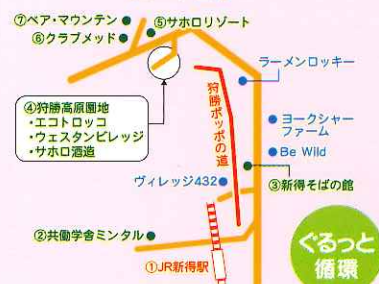 ⑦ベア・マウンテン
⑤サホロリゾート
⑥クラブメッド
ラーメンロッキー
④狩勝高原園地
・エコトロッコ
・ウェスタンビレッジ
・サホロ酒造
狩勝ポッポの道
ヨークシャー
ファーム
Be Wild
③新得そばの館
ヴィレッジ432
②共働学舎ミンタル
①JR新得駅
ぐるっと
循環